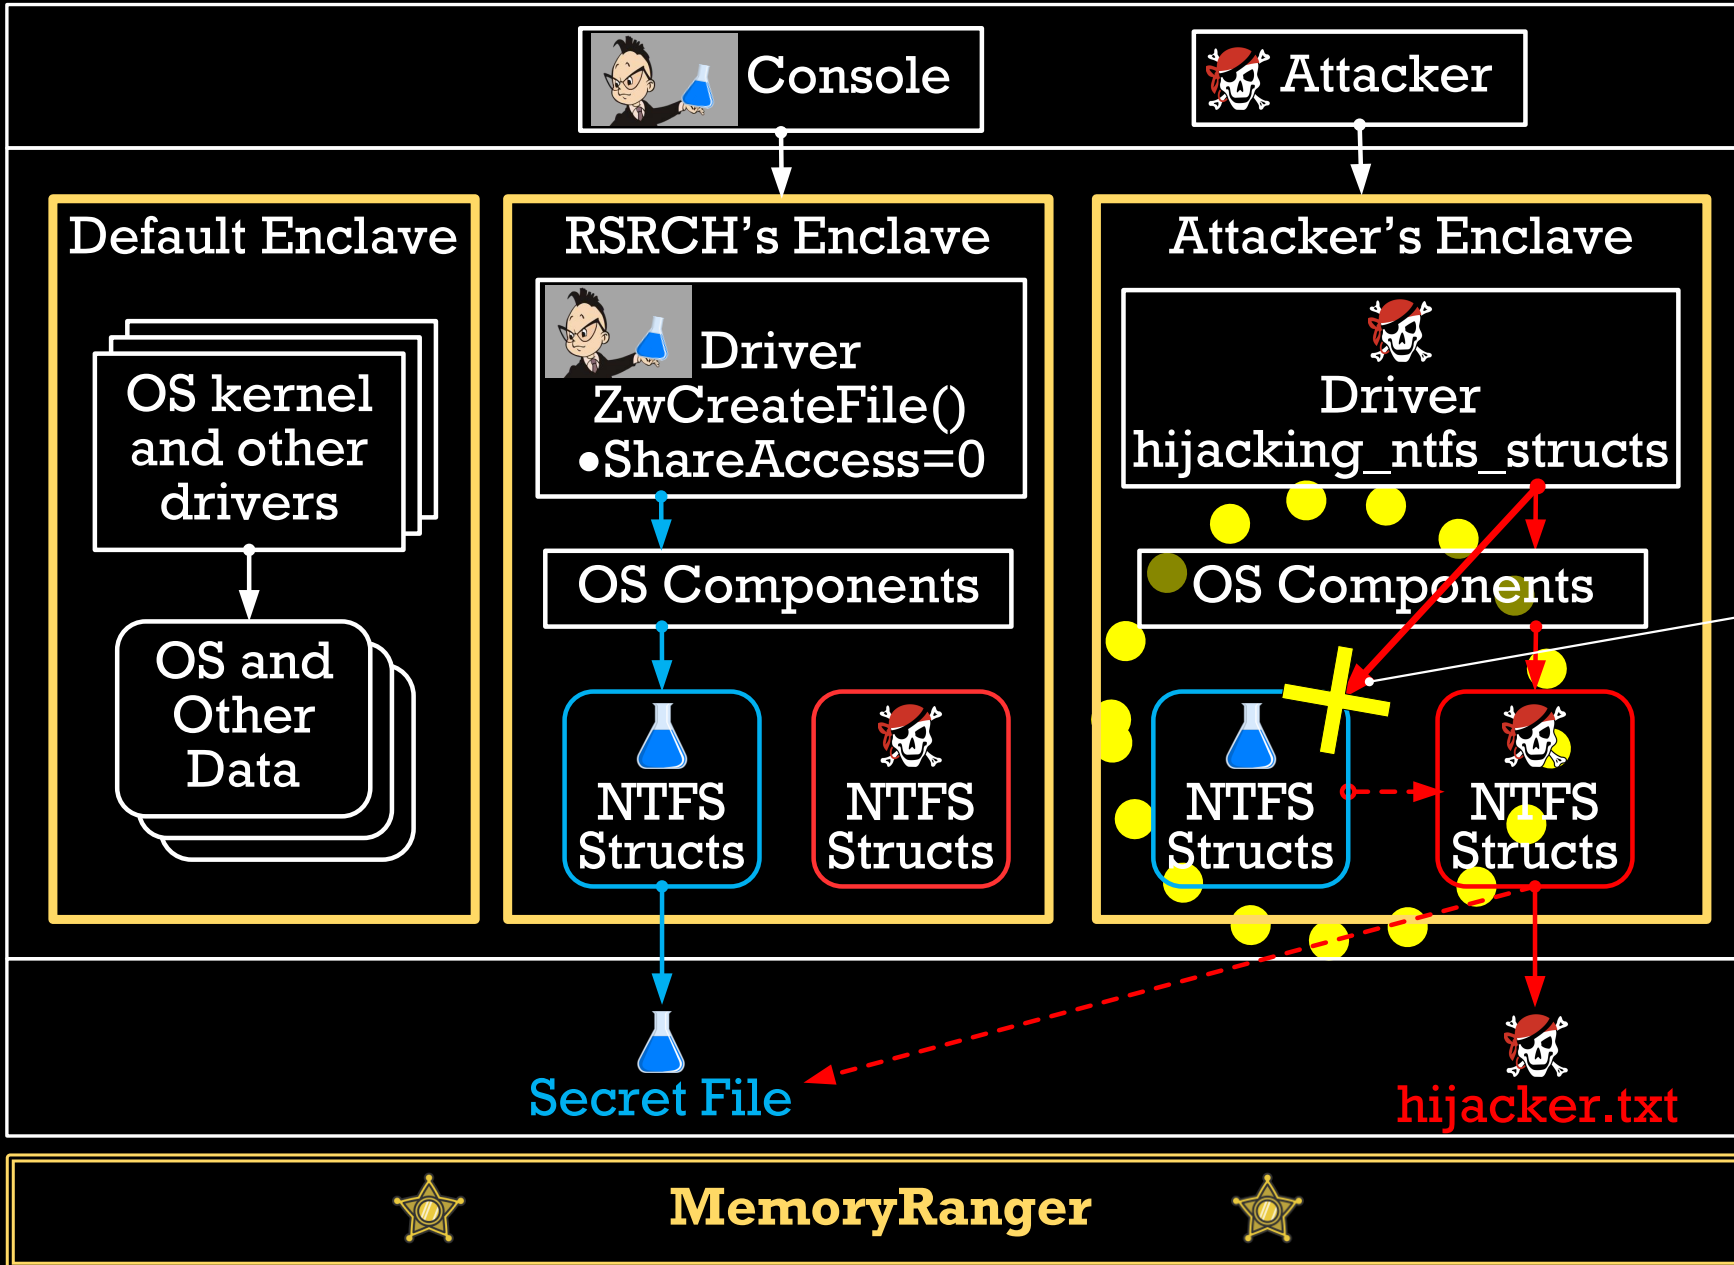 Console
Attacker
Default Enclave
OS kernel
and other
drivers
OS and
Other
Data
RSRCH’s Enclave
Driver
ZwCreateFile()
●ShareAccess=0
OS Components
NTFS
Structs
NTFS
Structs
Attacker’s Enclave
Driver
hijacking_ntfs_structs
OS Components
NTFS
Structs
NTFS
Structs
Secret File
hijacker.txt
MemoryRanger